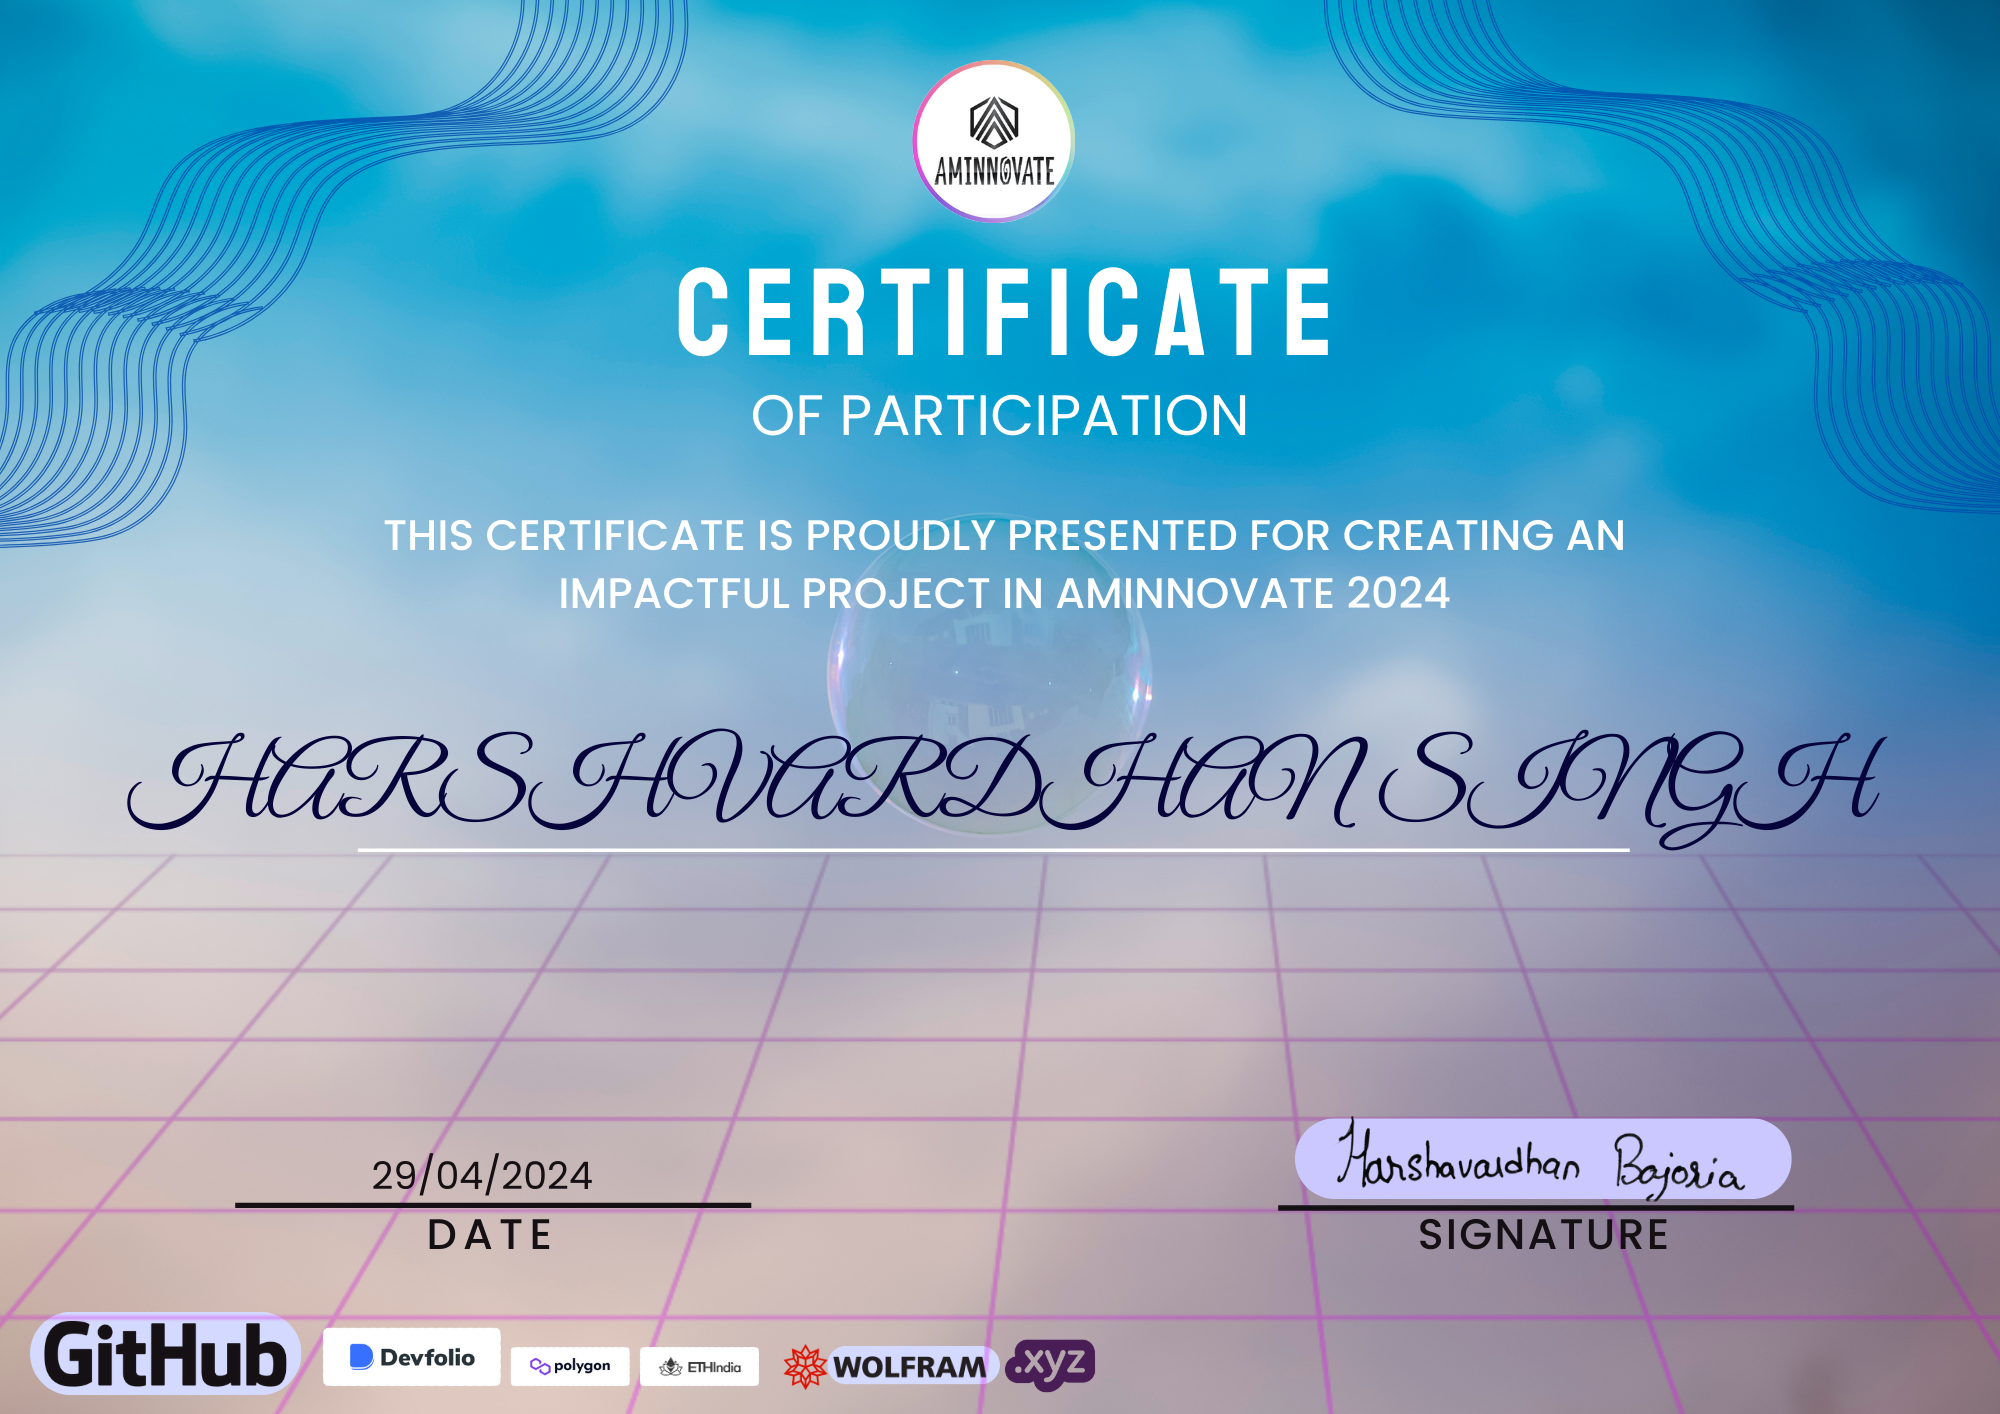 AMINNOVATE
CERTIFICATE
OF PARTICIPATION
THIS CERTIFICATE IS PROUDLY PRESENTED FOR CREATING AN
IMPACTFUL PROJECT IN AMINNOVATE 2024
HARSHVARDHAN SINGH
29/04/2024
DATE
Harshavardhan Bajoria
SIGNATURE
GitHub
Devfolio
polygon
ETHIndia
WOLFRAM
.xyz